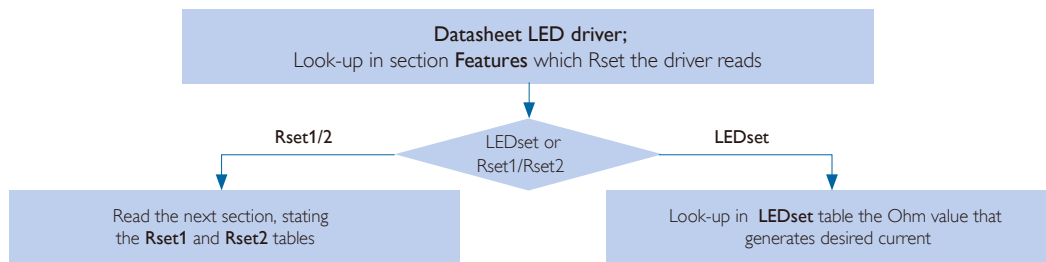 Datasheet LED driver;
Look-up in section Features which Rset the driver reads
Rset1/2
LEDset or
Rset1/Rset2
LEDset
Read the next section, stating
the Rset1 and Rset2 tables
Look-up in LEDset table the Ohm value that
generates desired current